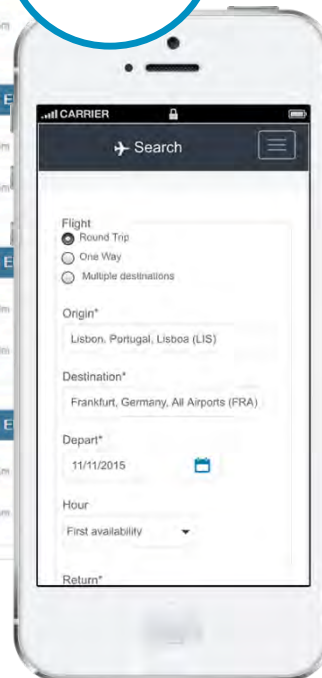 CARRIER
Search
Flight
Round Trip
One Way
Multiple destinations
Origin*
Lisbon, Portugal, Lisboa (LIS)
Destination*
Frankfurt, Germany, All Airports (FRA)
Depart*
11/11/2015
Hour
First availability
Return*